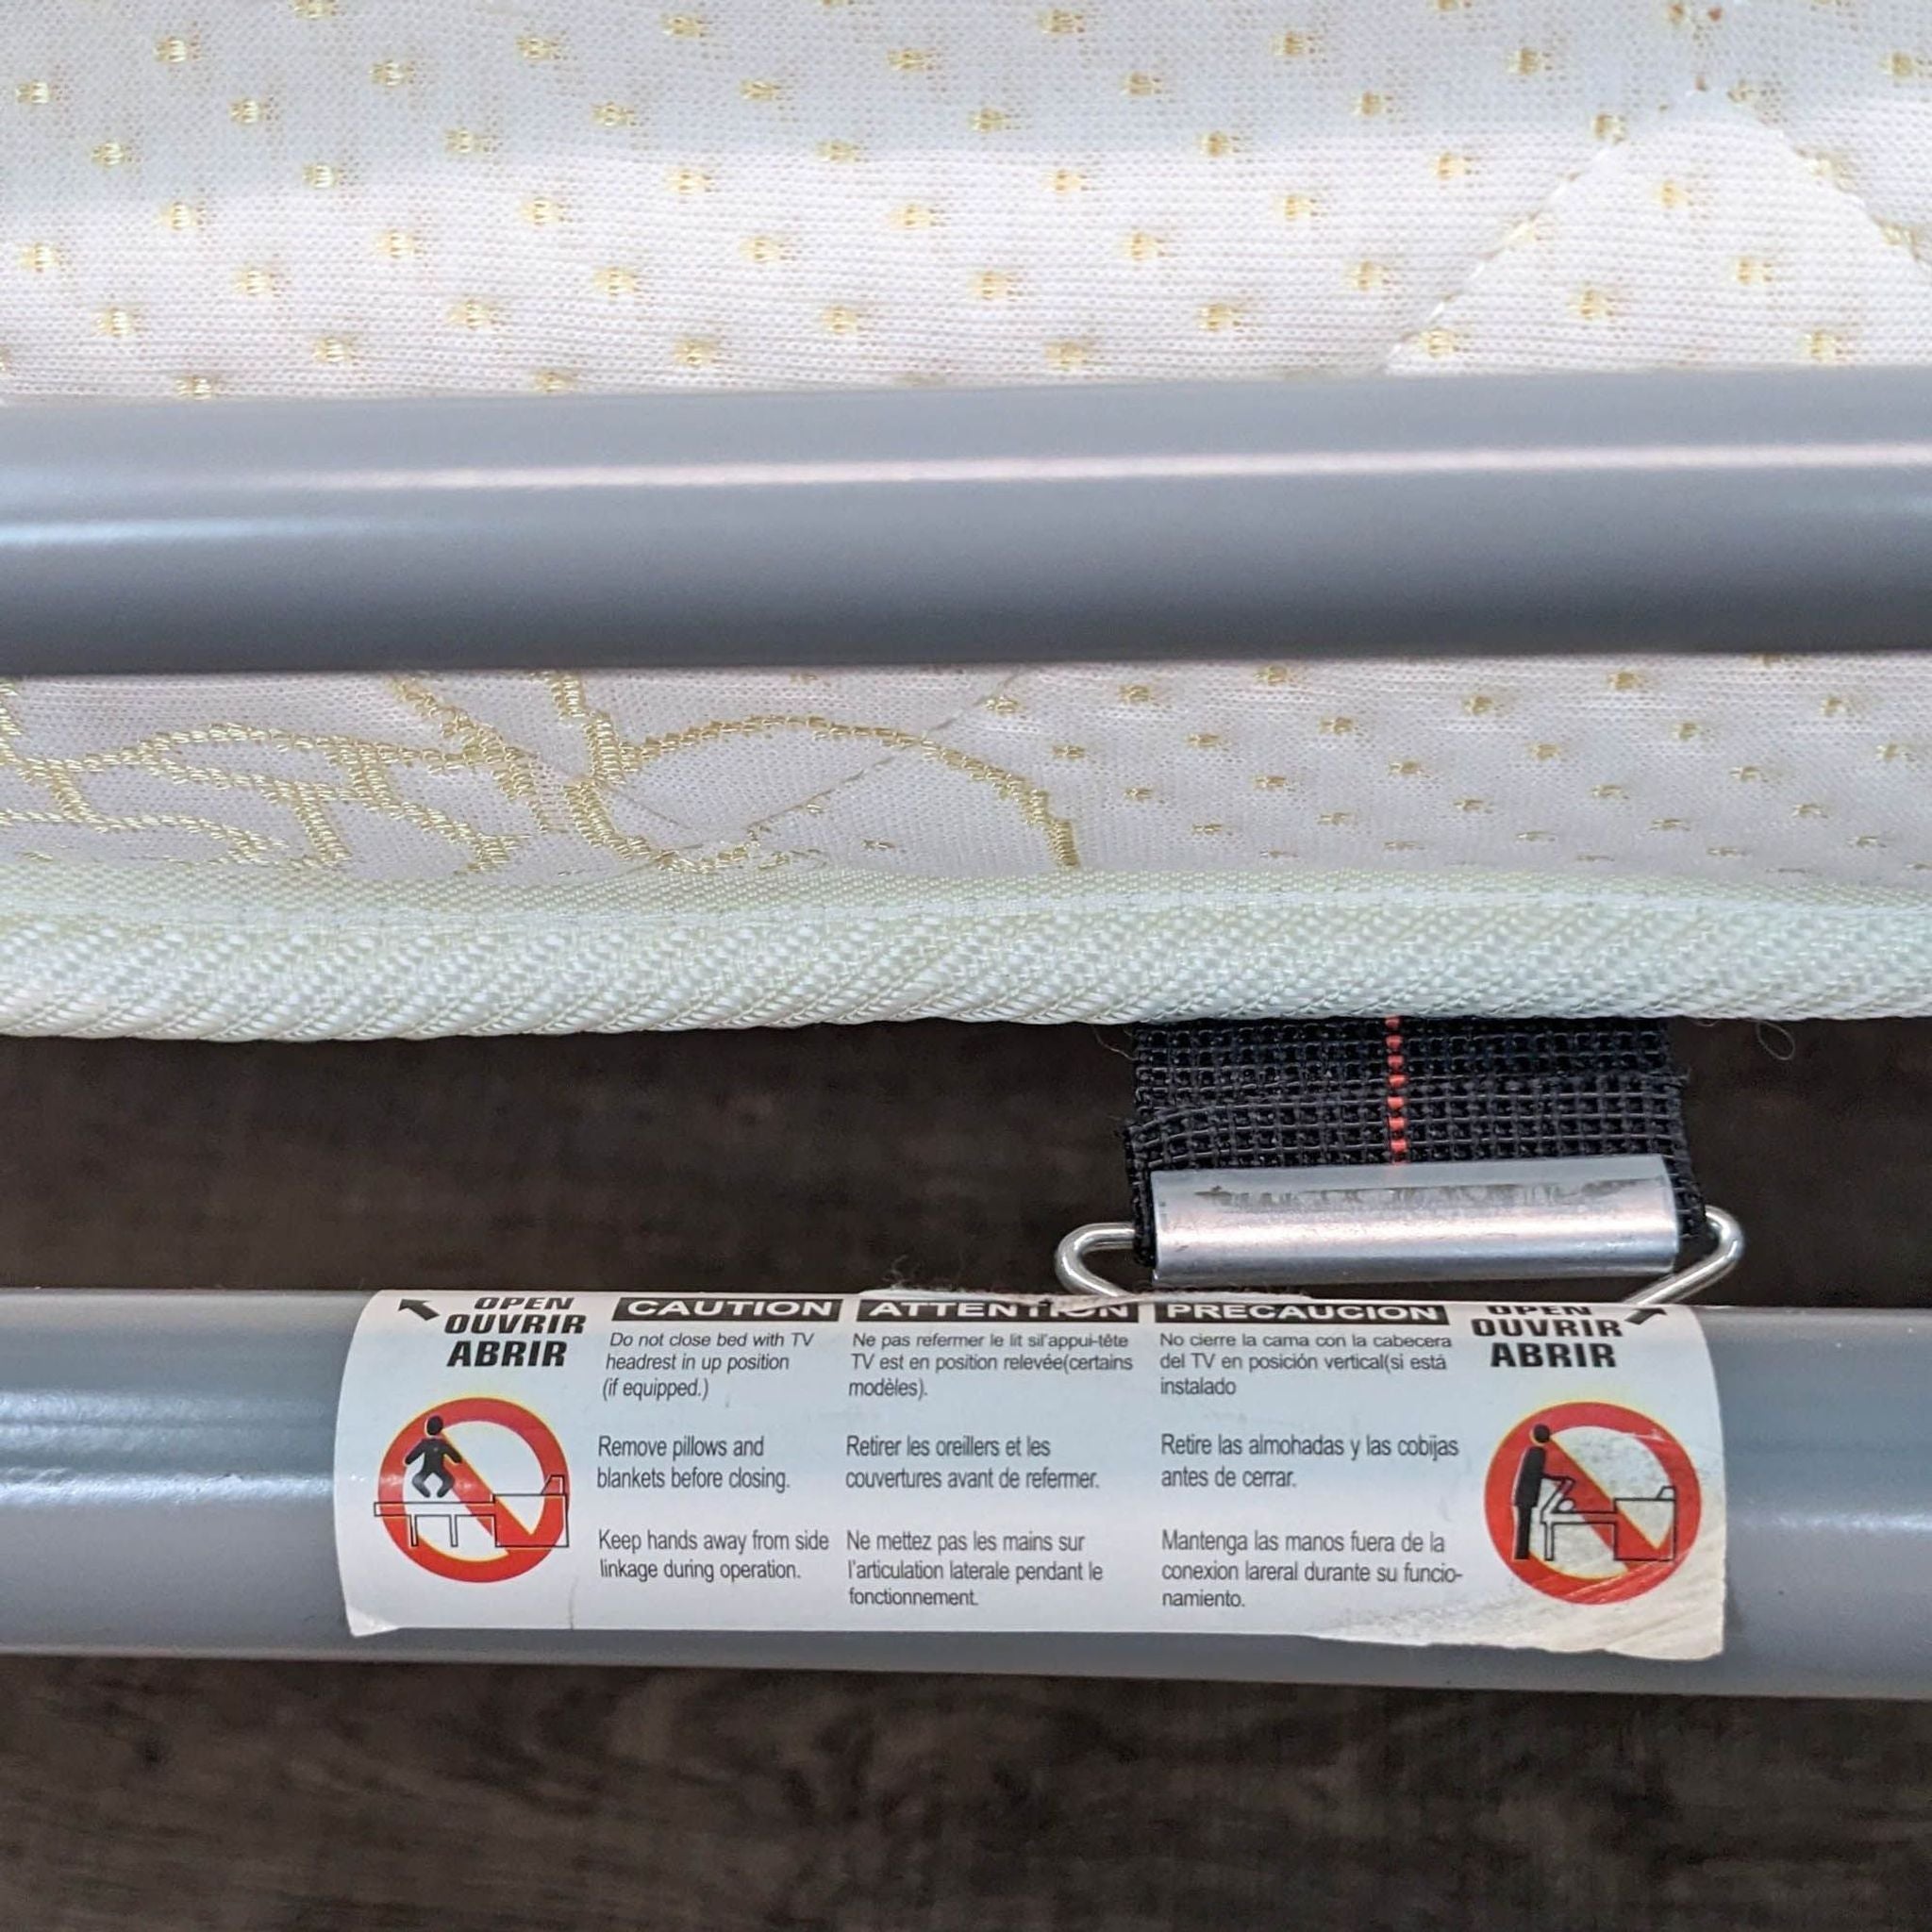 OPEN
OUVRIR
ABRIR
CAUTION
Do not close bed with TV
headrest in up position
(if equipped.)
Remove pillows and
blankets before closing.
Keep hands away from side
linkage during operation.
ATTENTION
Ne pas refermer le lit sil'appui-tête
TV est en position relevée(certains
modèles).
Retirer les oreillers et les
couvertures avant de refermer.
Ne mettez pas les mains sur
l'articulation laterale pendant le
fonctionnement.
PRECAUCION
No cierre la cama con la cabecera
del TV en posición vertical(si está
instalado
Retire las almohadas y las cobijas
antes de cerrar.
Mantenga las manos fuera de la
conexion lareral durante su funcio-
namiento.
OPEN
OUVRIR
ABRIR